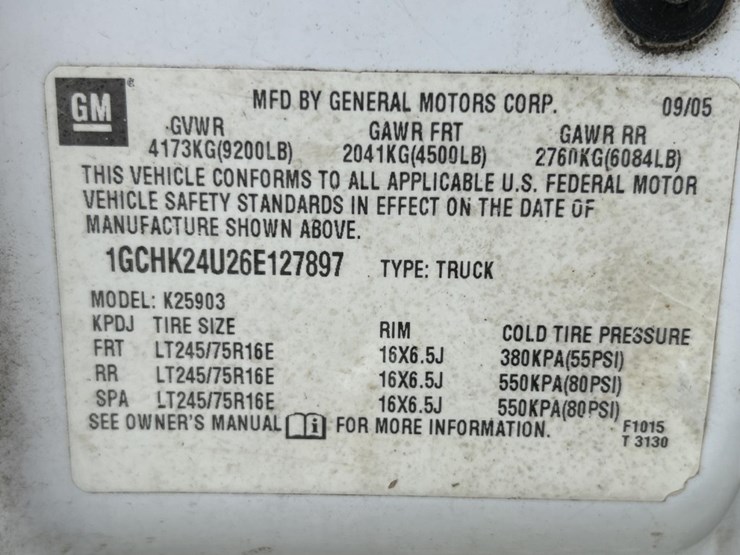 GM ®
MFD BY GENERAL MOTORS CORP. 09/05
GVWR GAWR FRT GAWR RR
4173KG(9200LB) 2041KG(4500LB) 2760KG(6084LB)
THIS VEHICLE CONFORMS TO ALL APPLICABLE U.S. FEDERAL MOTOR
VEHICLE SAFETY STANDARDS IN EFFECT ON THE DATE OF
MANUFACTURE SHOWN ABOVE.
1GCHK24U26E127897 TYPE: TRUCK
MODEL: K25903
KPDJ TIRE SIZE RIM COLD TIRE PRESSURE
FRT LT245/75R16E 16X6.5J 380KPA(55PSI)
RR LT245/75R16E 16X6.5J 550KPA(80PSI)
SPA LT245/75R16E 16X6.5J 550KPA(80PSI)
SEE OWNER'S MANUAL i FOR MORE INFORMATION. F1015
T 3130